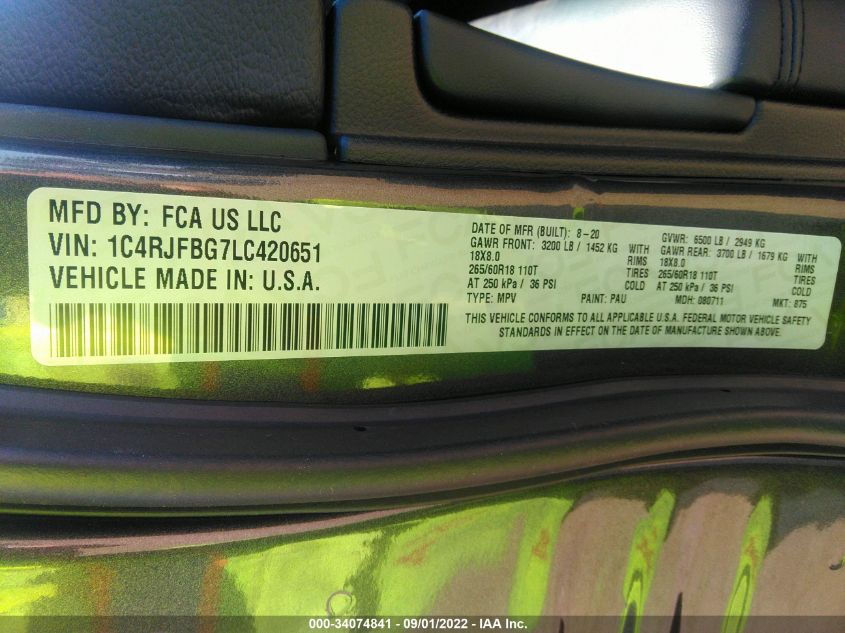 MFD BY: FCA US LLC
VIN: 1C4RJFBG7LC420651
VEHICLE MADE IN: U.S.A.
DATE OF MFR (BUILT): 8-20 GVWR: 6500 LB / 2949 KG
GAWR FRONT: 3200 LB / 1452 KG WITH GAWR REAR: 3700 LB / 1679 KG WITH
18X8.0 RIMS 18X8.0 RIMS
265/60R18 110T TIRES 265/60R18 110T TIRES
AT 250 kPa / 36 PSI COLD AT 250 kPa / 36 PSI COLD
TYPE: MPV PAINT: PAU MDH: 080711 MKT: 875
THIS VEHICLE CONFORMS TO ALL APPLICABLE U.S.A. FEDERAL MOTOR VEHICLE SAFETY
STANDARDS IN EFFECT ON THE DATE OF MANUFACTURE SHOWN ABOVE.
000-34074841 - 09/01/2022 - IAA Inc.